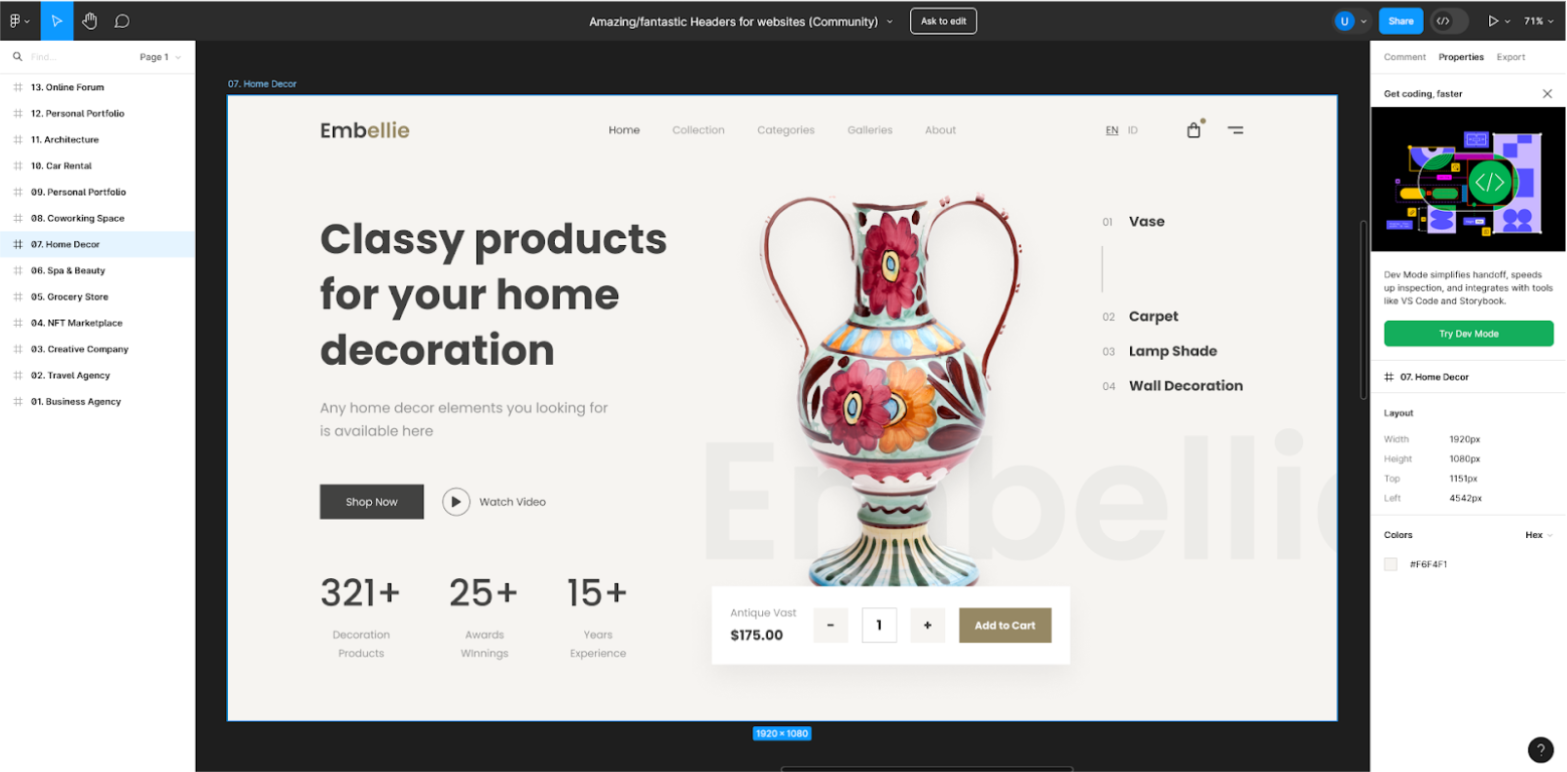 Amazing/fantastic Headers for websites (Community)
Ask to edit
U
Share
71%
Find...
Page 1
13. Online Forum
12. Personal Portfolio
11. Architecture
10. Car Rental
09. Personal Portfolio
08. Coworking Space
07. Home Decor
06. Spa & Beauty
05. Grocery Store
04. NFT Marketplace
03. Creative Company
02. Travel Agency
01. Business Agency
07. Home Decor
Embellie
Home
Collection
Categories
Galleries
About
EN ID
Classy products
for your home
decoration
Any home decor elements you looking for
is available here
Shop Now
Watch Video
321+
Decoration
Products
25+
Awards
WInnings
15+
Years
Experience
01 Vase
02 Carpet
03 Lamp Shade
04 Wall Decoration
Embellie
Antique Vast
$175.00
-
1
+
Add to Cart
1920 × 1080
Comment
Properties
Export
Get coding, faster
</>
Dev Mode simplifies handoff, speeds
up inspection, and integrates with tools
like VS Code and Storybook.
Try Dev Mode
07. Home Decor
Layout
Width 1920px
Height 1080px
Top 1151px
Left 4542px
Colors
Hex
#F6F4F1
?